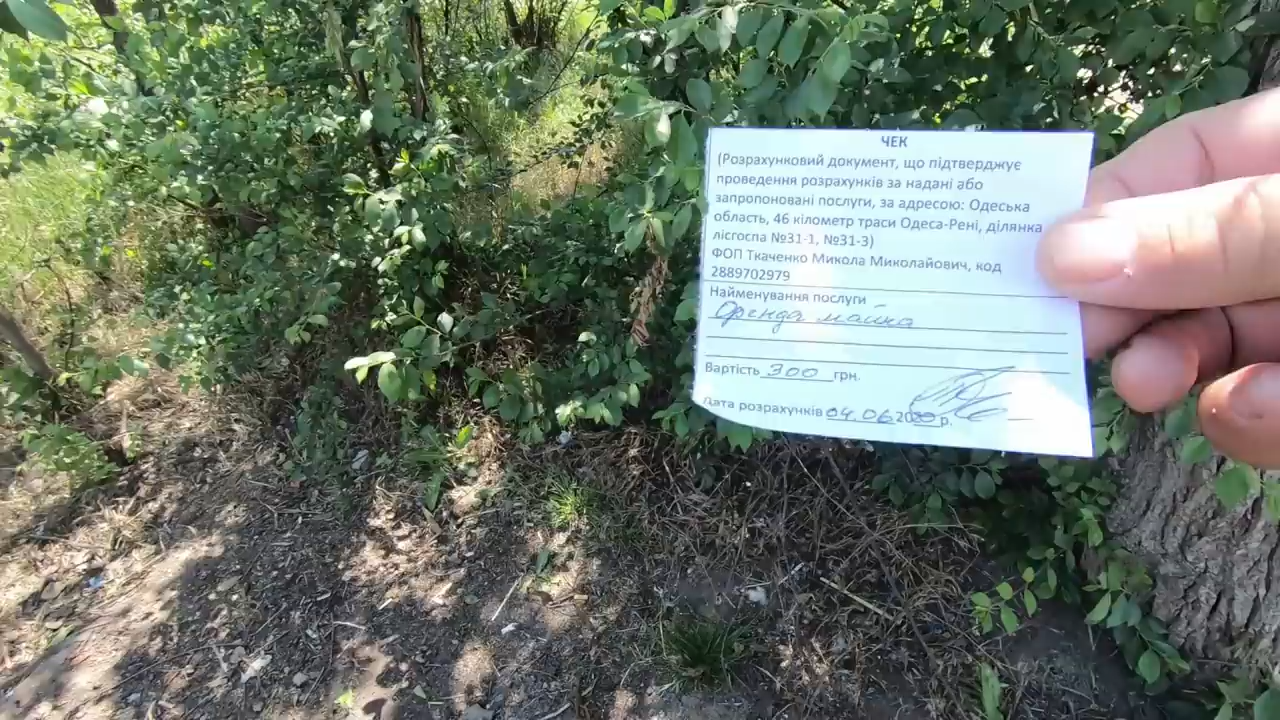 ЧЕК
(Розрахунковий документ, що підтверджує
проведення розрахунків за надані або
запропоновані послуги, за адресою: Одеська
область, 46 кілометр траси Одеса-Рені, ділянка
лісгоспа №31-1, №31-3)
ФОП Ткаченко Микола Миколайович, код
2889702979
Найменування послуги
Оренда майна
Вартість 300 грн.
Дата розрахунків 04.06 2020 р.